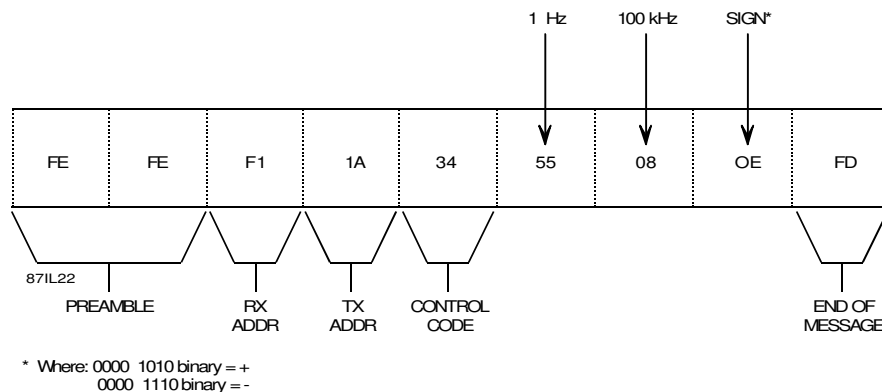 1 Hz 100 kHz SIGN*
FE FE F1 1A 34 55 08 OE FD
87IL22
PREAMBLE RX ADDR TX ADDR CONTROL CODE END OF MESSAGE
* Where: 0000 1010 binary = +
0000 1110 binary = -